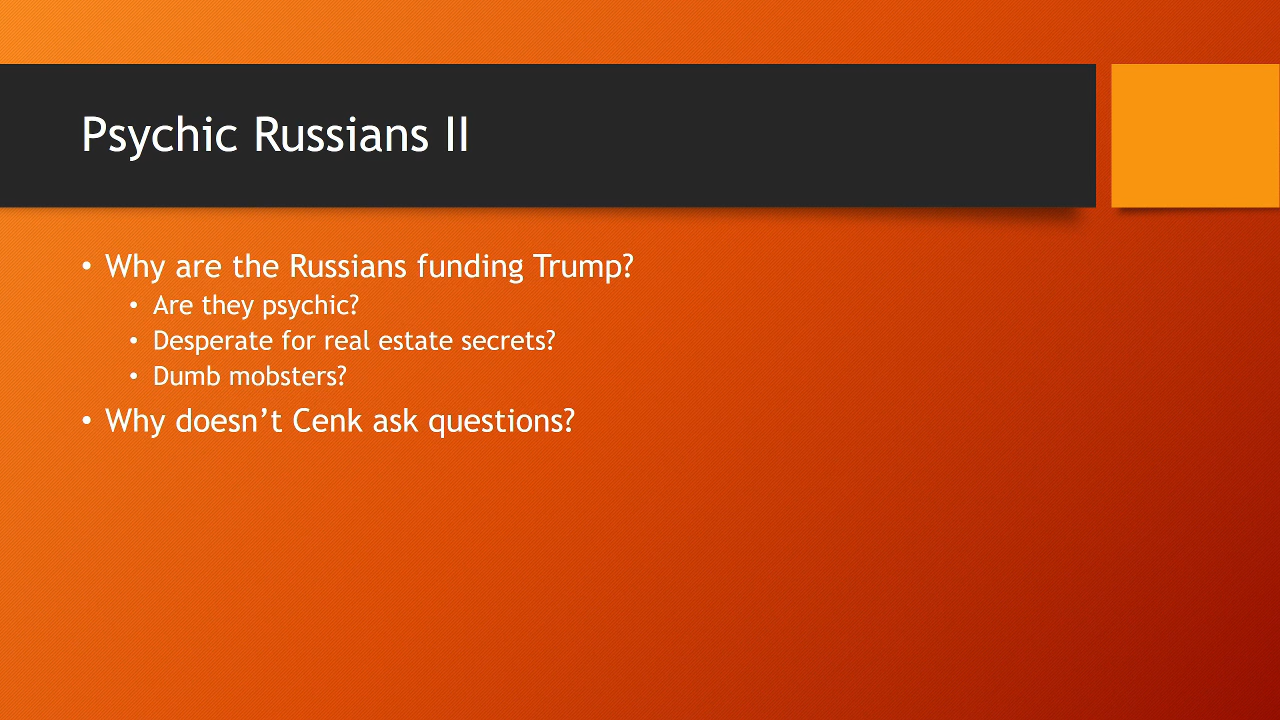 Psychic Russians II
• Why are the Russians funding Trump?
• Are they psychic?
• Desperate for real estate secrets?
• Dumb mobsters?
• Why doesn’t Cenk ask questions?